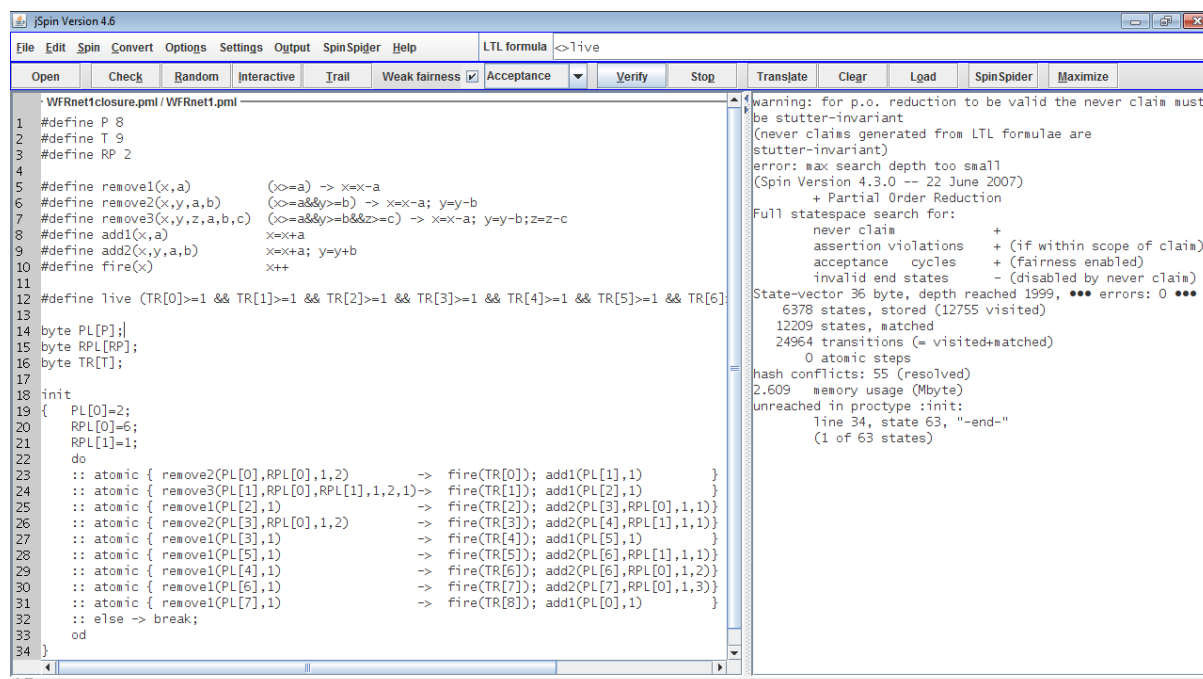 jSpin Version 4.6
File Edit Spin Convert Options Settings Output SpinSpider Help LTL formula <>live
Open Check Random Interactive Trail Weak fairness Acceptance Verify Stop Translate Clear Load SpinSpider Maximize
WFRnet1closure.pml / WFRnet1.pml
1 #define P 8
2 #define T 9
3 #define RP 2
4
5 #define remove1(x,a) (x>=a) -> x=x-a
6 #define remove2(x,y,a,b) (x>=a&&y>=b) -> x=x-a; y=y-b
7 #define remove3(x,y,z,a,b,c) (x>=a&&y>=b&&z>=c) -> x=x-a; y=y-b;z=z-c
8 #define add1(x,a) x=x+a
9 #define add2(x,y,a,b) x=x+a; y=y+b
10 #define fire(x) x++
11
12 #define live (TR[0]>=1 && TR[1]>=1 && TR[2]>=1 && TR[3]>=1 && TR[4]>=1 && TR[5]>=1 && TR[6]
13
14 byte PL[P];
15 byte RPL[RP];
16 byte TR[T];
17
18 init
19 { PL[0]=2;
20 RPL[0]=6;
21 RPL[1]=1;
22 do
23 :: atomic { remove2(PL[0],RPL[0],1,2) -> fire(TR[0]); add1(PL[1],1) }
24 :: atomic { remove3(PL[1],RPL[0],RPL[1],1,2,1)-> fire(TR[1]); add1(PL[2],1) }
25 :: atomic { remove1(PL[2],1) -> fire(TR[2]); add2(PL[3],RPL[0],1,1)}
26 :: atomic { remove2(PL[3],RPL[0],1,2) -> fire(TR[3]); add2(PL[4],RPL[1],1,1)}
27 :: atomic { remove1(PL[3],1) -> fire(TR[4]); add1(PL[5],1) }
28 :: atomic { remove1(PL[5],1) -> fire(TR[5]); add2(PL[6],RPL[1],1,1)}
29 :: atomic { remove1(PL[4],1) -> fire(TR[6]); add2(PL[6],RPL[0],1,2)}
30 :: atomic { remove1(PL[6],1) -> fire(TR[7]); add2(PL[7],RPL[0],1,3)}
31 :: atomic { remove1(PL[7],1) -> fire(TR[8]); add1(PL[0],1) }
32 :: else -> break;
33 od
34 }
warning: for p.o. reduction to be valid the never claim must
be stutter-invariant
(never claims generated from LTL formulae are
stutter-invariant)
error: max search depth too small
(Spin Version 4.3.0 -- 22 June 2007)
+ Partial Order Reduction
Full statespace search for:
never claim +
assertion violations + (if within scope of claim)
acceptance cycles + (fairness enabled)
invalid end states - (disabled by never claim)
State-vector 36 byte, depth reached 1999, ●●● errors: 0 ●●●
6378 states, stored (12755 visited)
12209 states, matched
24964 transitions (= visited+matched)
0 atomic steps
hash conflicts: 55 (resolved)
2.609 memory usage (Mbyte)
unreached in proctype :init:
line 34, state 63, "-end-"
(1 of 63 states)